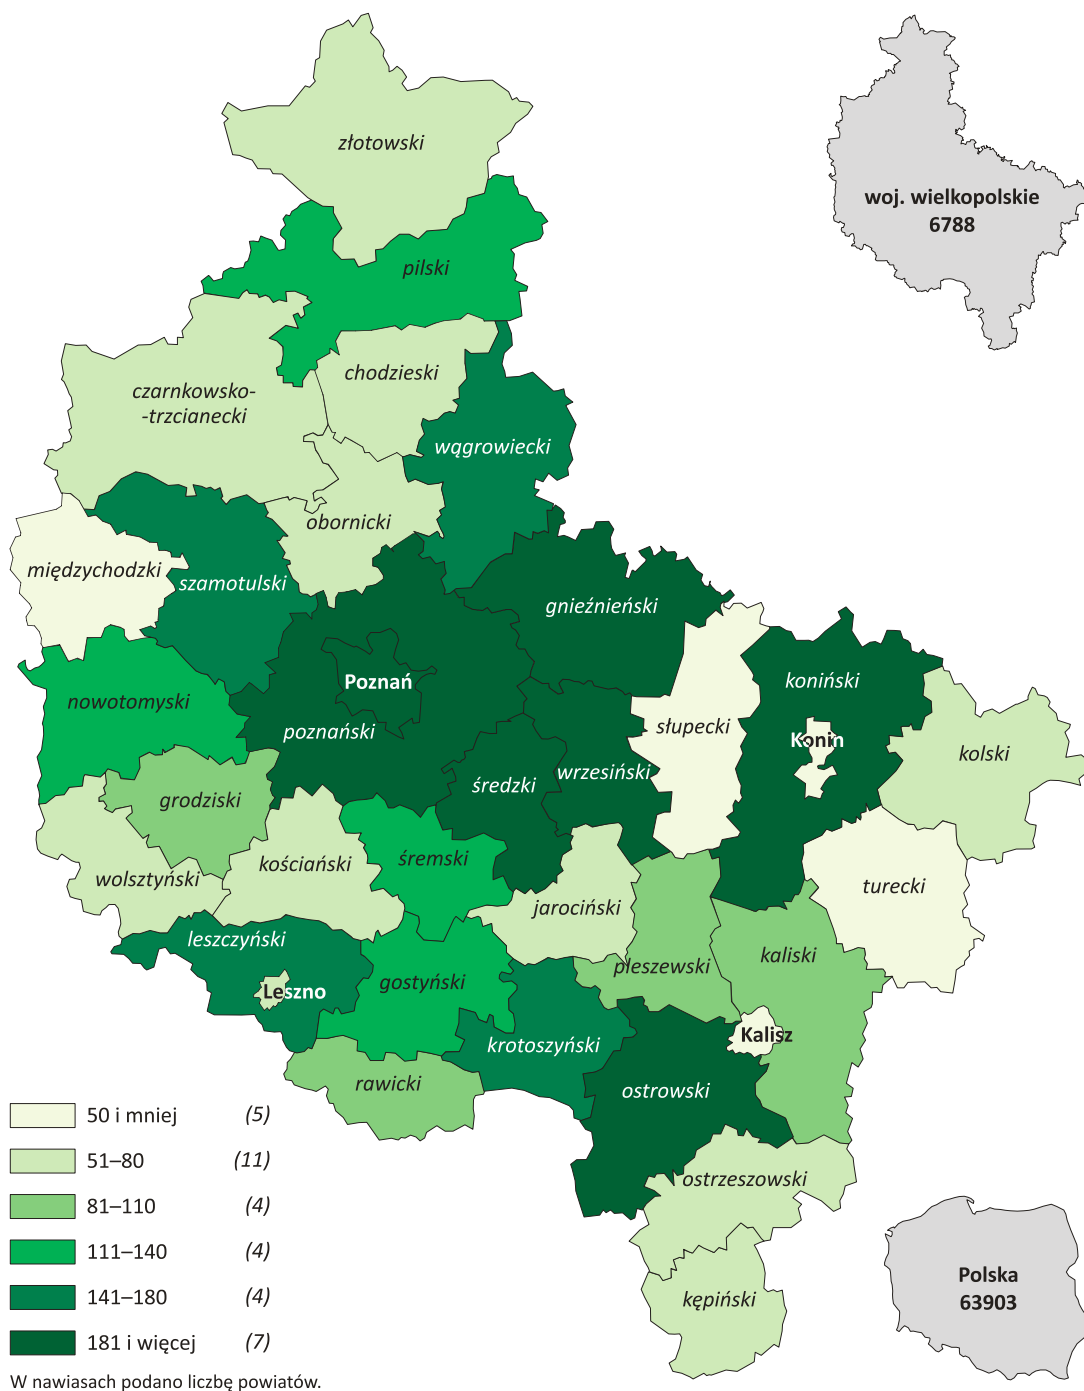 złotowski
woj. wielkopolskie
6788
pilski
chodzieski
czarnkowsko-
-trzcianecki
wągrowiecki
obornicki
międzychodzki
szamotulski
gnieźnieński
Poznań
koniński
nowotomyski
słupecki
poznański
Konin
kolski
wrzesiński
średzki
grodziski
śremski
kościański
wolsztyński
turecki
jarociński
leszczyński
kaliski
pleszewski
gostyński
Leszno
Kalisz
krotoszyński
rawicki
ostrowski
50 i mniej (5)
51–80 (11)
81–110 (4)
111–140 (4)
141–180 (4)
181 i więcej (7)
ostrzeszowski
kępiński
Polska
63903
W nawiasach podano liczbę powiatów.